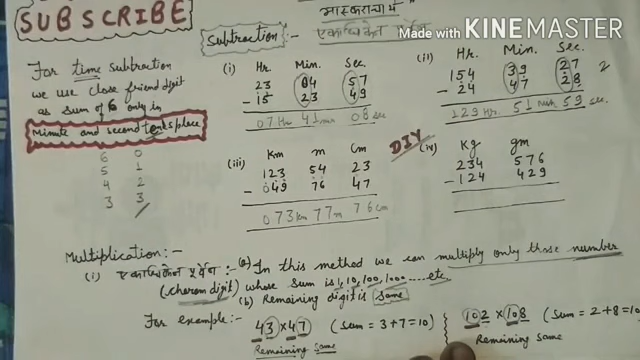 SUBSCRIBE
भास्कराचार्य
Made with KINEMASTER
Subtraction:-
For time Subtraction
we use close friend digit
as sum of 6 only in
Minute and second tens place
6 0
5 1
4 2
3 3
(i) Hr. Min. Sec.
23 04 57
- 15 23 49
07 Hr 41 min 08 sec
(ii) Hr. Min. Sec.
154 39 27
- 24 47 28
129 Hr. 51 min 59 sec.
2
(iii) Km m Cm
123 54 23
- 049 76 47
073 Km 77 m 76 Cm
DIY
(iv) Kg gm
234 576
- 124 429
Multiplication:-
(i) एकाधिकेन पूर्वेण :- (a) In this method we can multiply only those number
(charam digit) whose sum is 1, 10, 100, 1000 .... etc.
(b) Remaining digit is same
For example:- 43 × 47 (Sum = 3+7=10)
Remaining same
102 × 108 (Sum = 2+8=10
Remaining Same